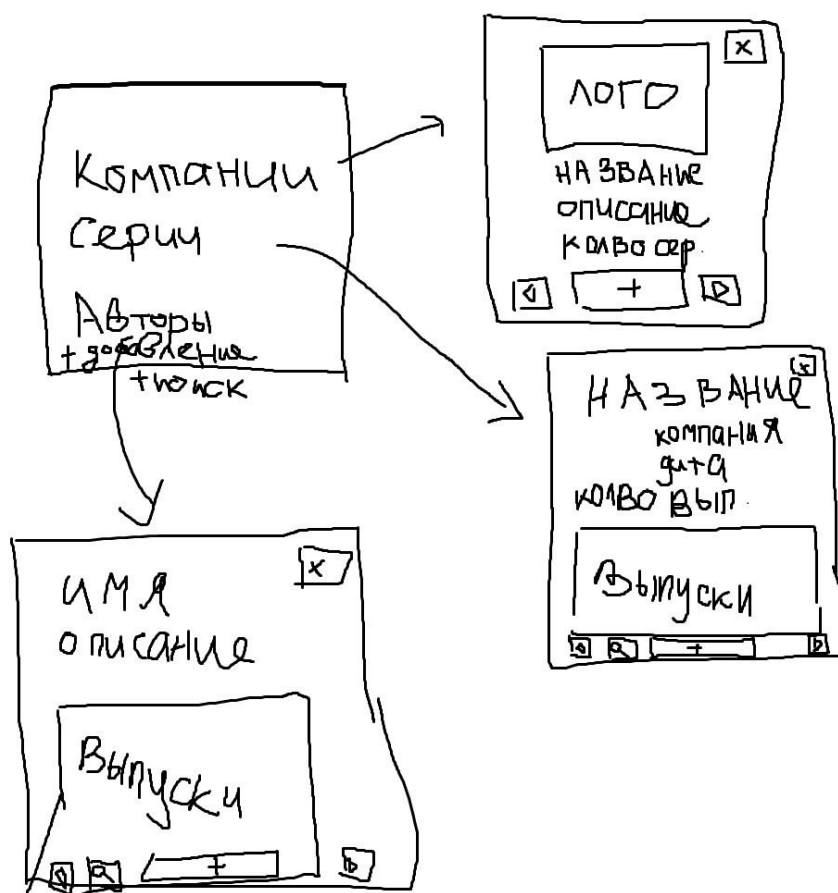 Компании
серии
Авторы
+ добавление
+ поиск
x
ЛОГО
НАЗВАНИе
описание
колво сер.
+
x
НАЗВАНИе
компания
дата
колво вып.
Выпуски
+
x
имя
описание
Выпуски
+